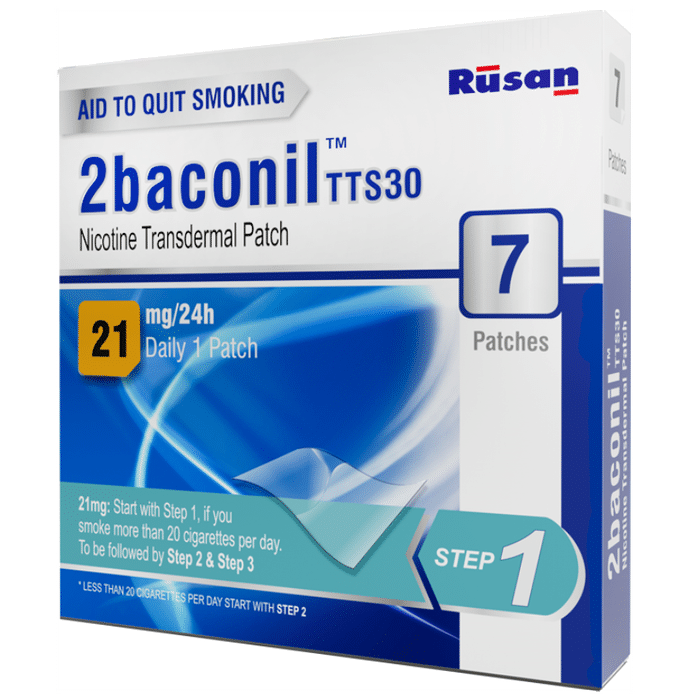 AID TO QUIT SMOKING
Rüsan
2baconil™ TTS30
Nicotine Transdermal Patch
7
Patches
21 mg/24h
Daily 1 Patch
21mg: Start with Step 1, if you
smoke more than 20 cigarettes per day.
To be followed by Step 2 & Step 3
STEP 1
* LESS THAN 20 CIGARETTES PER DAY START WITH STEP 2
7
Patches
2baconil™ TTS30
Nicotine Transdermal Patch